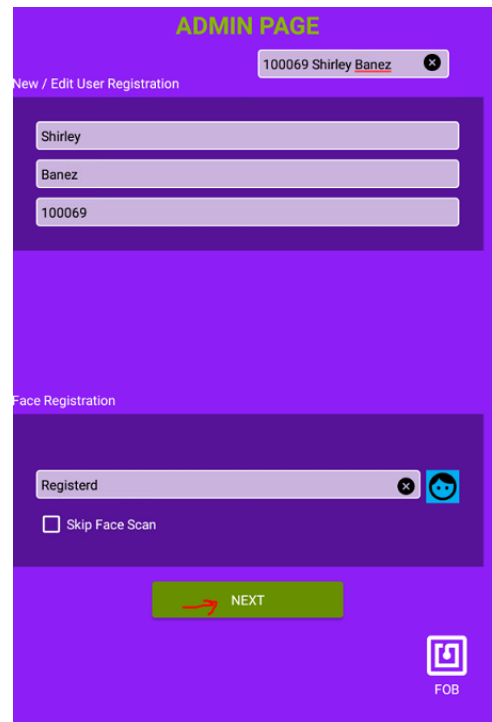 ADMIN PAGE
100069 Shirley Banez
New / Edit User Registration
Shirley
Banez
100069
Face Registration
Registerd
Skip Face Scan
NEXT
FOB